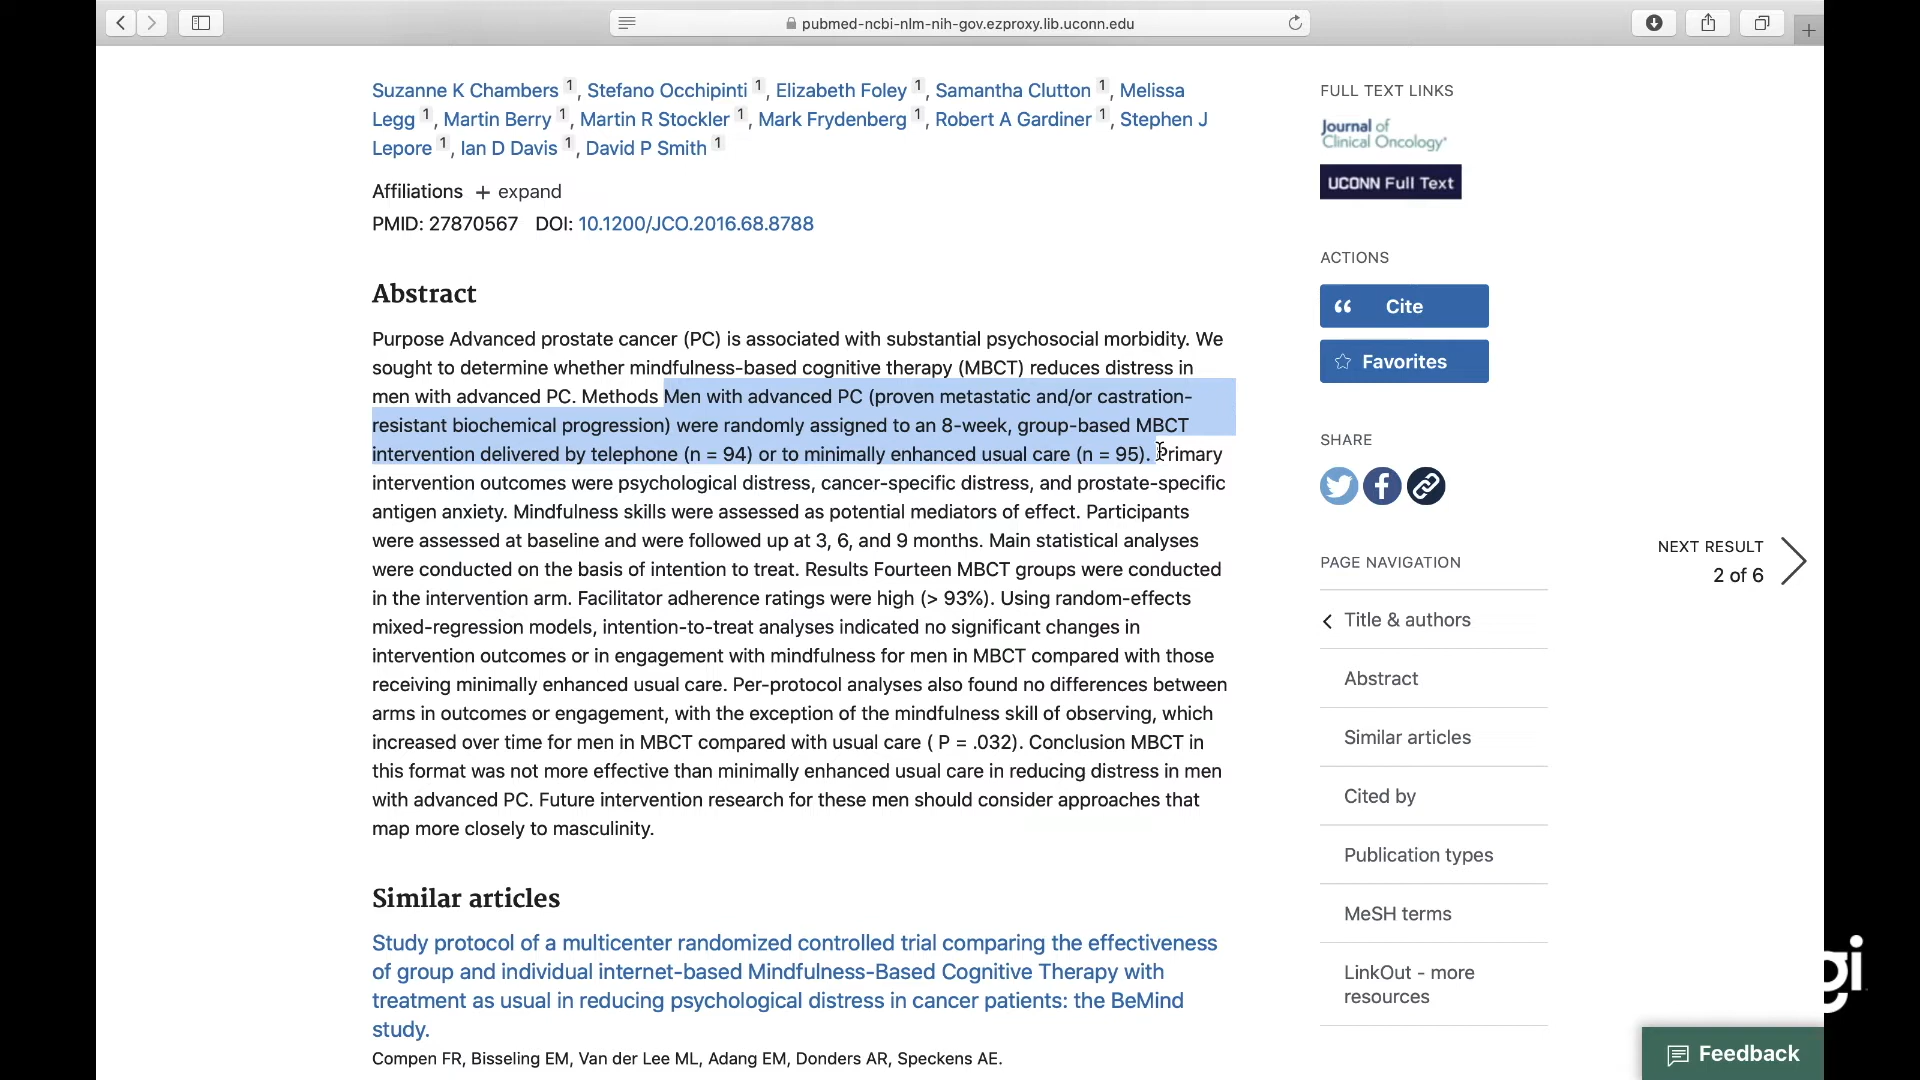 pubmed-ncbi-nlm-nih-gov.ezproxy.lib.uconn.edu
Suzanne K Chambers 1, Stefano Occhipinti 1, Elizabeth Foley 1, Samantha Clutton 1, Melissa
Legg 1, Martin Berry 1, Martin R Stockler 1, Mark Frydenberg 1, Robert A Gardiner 1, Stephen J
Lepore 1, Ian D Davis 1, David P Smith 1
Affiliations + expand
PMID: 27870567 DOI: 10.1200/JCO.2016.68.8788
Abstract
Purpose Advanced prostate cancer (PC) is associated with substantial psychosocial morbidity. We
sought to determine whether mindfulness-based cognitive therapy (MBCT) reduces distress in
men with advanced PC. Methods Men with advanced PC (proven metastatic and/or castration-
resistant biochemical progression) were randomly assigned to an 8-week, group-based MBCT
intervention delivered by telephone (n = 94) or to minimally enhanced usual care (n = 95). Primary
intervention outcomes were psychological distress, cancer-specific distress, and prostate-specific
antigen anxiety. Mindfulness skills were assessed as potential mediators of effect. Participants
were assessed at baseline and were followed up at 3, 6, and 9 months. Main statistical analyses
were conducted on the basis of intention to treat. Results Fourteen MBCT groups were conducted
in the intervention arm. Facilitator adherence ratings were high (> 93%). Using random-effects
mixed-regression models, intention-to-treat analyses indicated no significant changes in
intervention outcomes or in engagement with mindfulness for men in MBCT compared with those
receiving minimally enhanced usual care. Per-protocol analyses also found no differences between
arms in outcomes or engagement, with the exception of the mindfulness skill of observing, which
increased over time for men in MBCT compared with usual care ( P = .032). Conclusion MBCT in
this format was not more effective than minimally enhanced usual care in reducing distress in men
with advanced PC. Future intervention research for these men should consider approaches that
map more closely to masculinity.
Similar articles
Study protocol of a multicenter randomized controlled trial comparing the effectiveness
of group and individual internet-based Mindfulness-Based Cognitive Therapy with
treatment as usual in reducing psychological distress in cancer patients: the BeMind
study.
Compen FR, Bisseling EM, Van der Lee ML, Adang EM, Donders AR, Speckens AE.
FULL TEXT LINKS
Journal of
Clinical Oncology
UCONN Full Text
ACTIONS
Cite
Favorites
SHARE
PAGE NAVIGATION
Title & authors
Abstract
Similar articles
Cited by
Publication types
MeSH terms
LinkOut - more
resources
NEXT RESULT
2 of 6
gi
Feedback